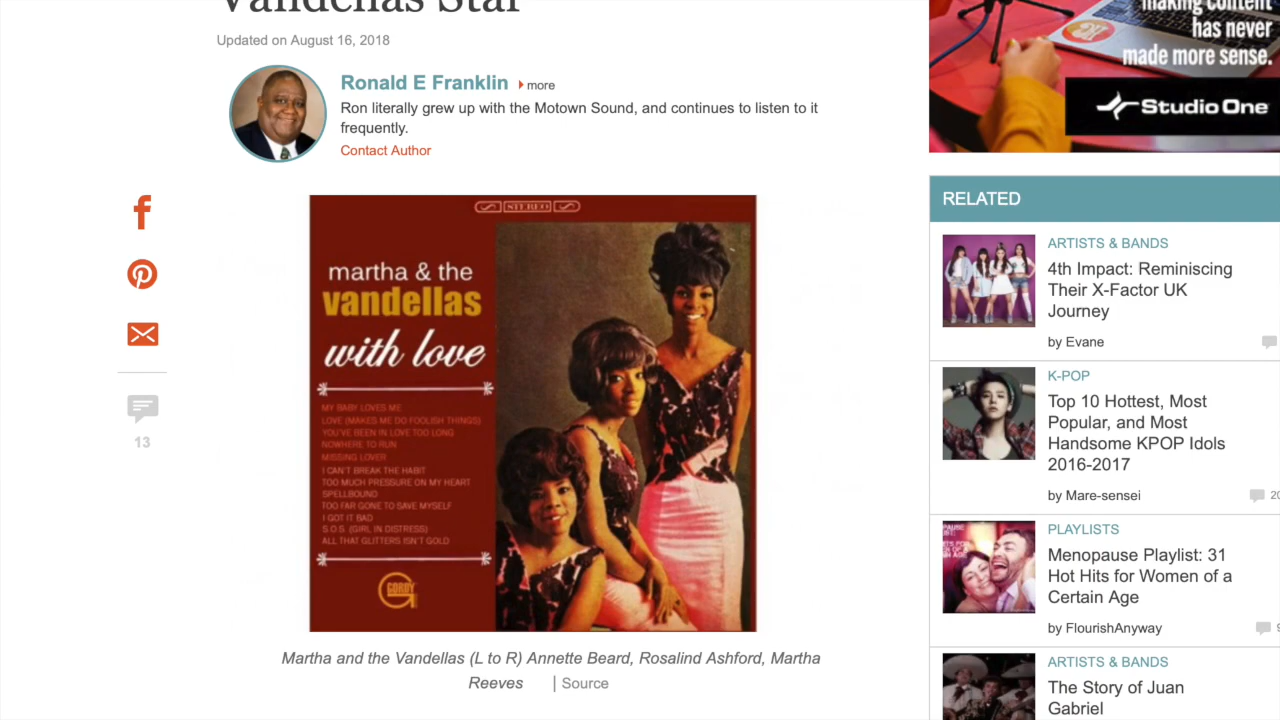 Vandellas Star
Updated on August 16, 2018
Ronald E Franklin more
Ron literally grew up with the Motown Sound, and continues to listen to it
frequently.
Contact Author
13
STEREO
martha & the
vandellas
with love
MY BABY LOVES ME
LOVE (MAKES ME DO FOOLISH THINGS)
YOU'VE BEEN IN LOVE TOO LONG
NOWHERE TO RUN
MISSING LOVER
I CAN'T BREAK THE HABIT
TOO MUCH PRESSURE ON MY HEART
SPELLBOUND
TOO FAR GONE TO SAVE MYSELF
I GOT IT BAD
S.O.S. (GIRL IN DISTRESS)
ALL THAT GLITTERS ISN'T GOLD
GORDY
Martha and the Vandellas (L to R) Annette Beard, Rosalind Ashford, Martha
Reeves | Source
making content
has never
made more sense.
Studio One
RELATED
ARTISTS & BANDS
4th Impact: Reminiscing
Their X-Factor UK
Journey
by Evane
K-POP
Top 10 Hottest, Most
Popular, and Most
Handsome KPOP Idols
2016-2017
by Mare-sensei
20
PLAYLISTS
Menopause Playlist: 31
Hot Hits for Women of a
Certain Age
by FlourishAnyway
9
ARTISTS & BANDS
The Story of Juan
Gabriel